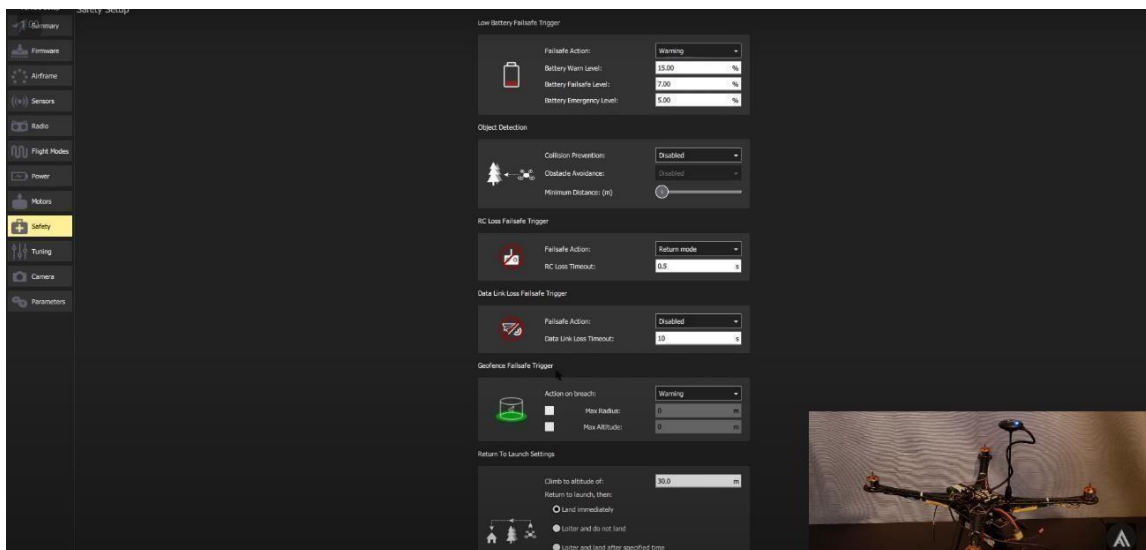 Safety Setup
Summary
Firmware
Airframe
Sensors
Radio
Flight Modes
Power
Motors
Safety
Tuning
Camera
Parameters
Low Battery Failsafe Trigger
Failsafe Action: Warning
Battery Warn Level: 15.00 %
Battery Failsafe Level: 7.00 %
Battery Emergency Level: 5.00 %
Object Detection
Collision Prevention: Disabled
Obstacle Avoidance: Disabled
Minimum Distance: (m)
RC Loss Failsafe Trigger
Failsafe Action: Return mode
RC Loss Timeout: 0.5 s
Data Link Loss Failsafe Trigger
Failsafe Action: Disabled
Data Link Loss Timeout: 10 s
Geofence Failsafe Trigger
Action on breach: Warning
Max Radius: 0 m
Max Altitude: 0 m
Return To Launch Settings
Climb to altitude of: 30.0 m
Return to launch, then:
Land immediately
Loiter and do not land
Loiter and land after specified time